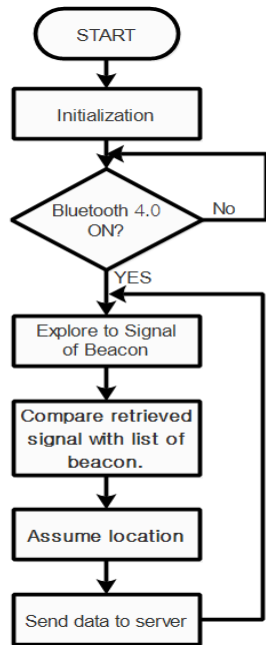 START
Initialization
Bluetooth 4.0
ON?
No
YES
Explore to Signal
of Beacon
Compare retrieved
signal with list of
beacon.
Assume location
Send data to server